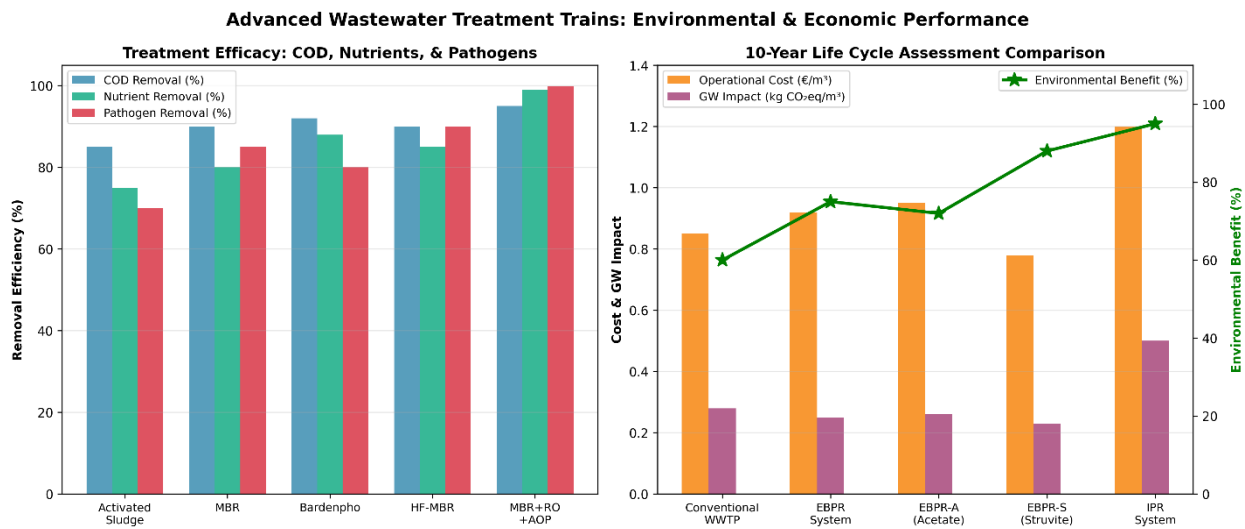 Advanced Wastewater Treatment Trains: Environmental & Economic Performance
Treatment Efficacy: COD, Nutrients, & Pathogens
COD Removal (%)
Nutrient Removal (%)
Pathogen Removal (%)
Removal Efficiency (%)
100
80
60
40
20
0
Activated
Sludge
MBR
Bardenpho
HF-MBR
MBR+RO
+AOP
10-Year Life Cycle Assessment Comparison
Operational Cost (€/m³)
GW Impact (kg CO₂eq/m³)
Environmental Benefit (%)
Cost & GW Impact
1.4
1.2
1.0
0.8
0.6
0.4
0.2
0.0
Conventional
WWTP
EBPR
System
EBPR-A
(Acetate)
EBPR-S
(Struvite)
IPR
System
100
80
60
40
20
0
Environmental Benefit (%)